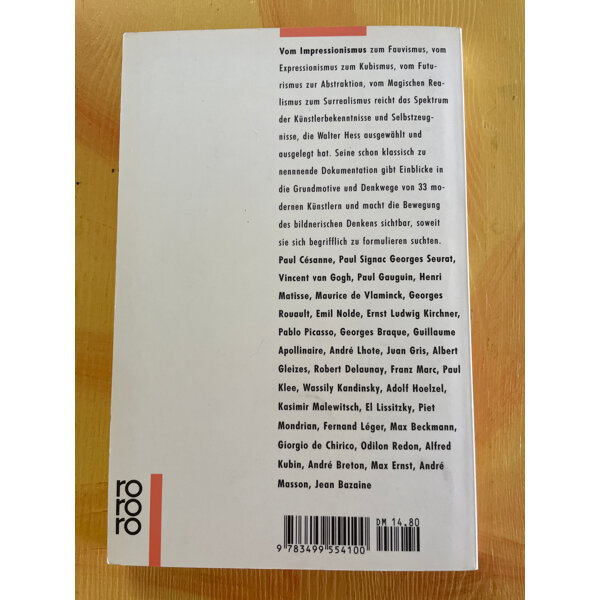 Vom Impressionismus zum Fauvismus, vom
Expressionismus zum Kubismus, vom Futu-
rismus zur Abstraktion, vom Magischen Rea-
lismus zum Surrealismus reicht das Spektrum
der Künstlerbekenntnisse und Selbstzeug-
nisse, die Walter Hess ausgewählt und
ausgelegt hat. Seine schon klassisch zu
nennnende Dokumentation gibt Einblicke in
die Grundmotive und Denkwege von 33 mo-
dernen Künstlern und macht die Bewegung
des bildnerischen Denkens sichtbar, soweit
sie sich begrifflich zu formulieren suchten.
Paul Césanne, Paul Signac Georges Seurat,
Vincent van Gogh, Paul Gauguin, Henri
Matisse, Maurice de Vlaminck, Georges
Rouault, Emil Nolde, Ernst Ludwig Kirchner,
Pablo Picasso, Georges Braque, Guillaume
Apollinaire, André Lhote, Juan Gris, Albert
Gleizes, Robert Delaunay, Franz Marc, Paul
Klee, Wassily Kandinsky, Adolf Hoelzel,
Kasimir Malewitsch, El Lissitzky, Piet
Mondrian, Fernand Léger, Max Beckmann,
Giorgio de Chirico, Odilon Redon, Alfred
Kubin, André Breton, Max Ernst, André
Masson, Jean Bazaine
ro
ro
ro
DM 14.80
9 783499 554100